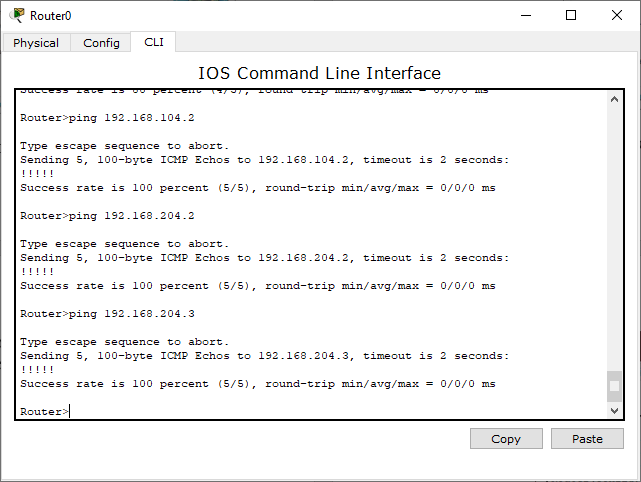 Router0
Physical Config CLI
IOS Command Line Interface
Success rate is 80 percent (4/5), round-trip min/avg/max = 0/0/0 ms
Router>ping 192.168.104.2
Type escape sequence to abort.
Sending 5, 100-byte ICMP Echos to 192.168.104.2, timeout is 2 seconds:
!!!!!
Success rate is 100 percent (5/5), round-trip min/avg/max = 0/0/0 ms
Router>ping 192.168.204.2
Type escape sequence to abort.
Sending 5, 100-byte ICMP Echos to 192.168.204.2, timeout is 2 seconds:
!!!!!
Success rate is 100 percent (5/5), round-trip min/avg/max = 0/0/0 ms
Router>ping 192.168.204.3
Type escape sequence to abort.
Sending 5, 100-byte ICMP Echos to 192.168.204.3, timeout is 2 seconds:
!!!!!
Success rate is 100 percent (5/5), round-trip min/avg/max = 0/0/0 ms
Router>
Copy Paste